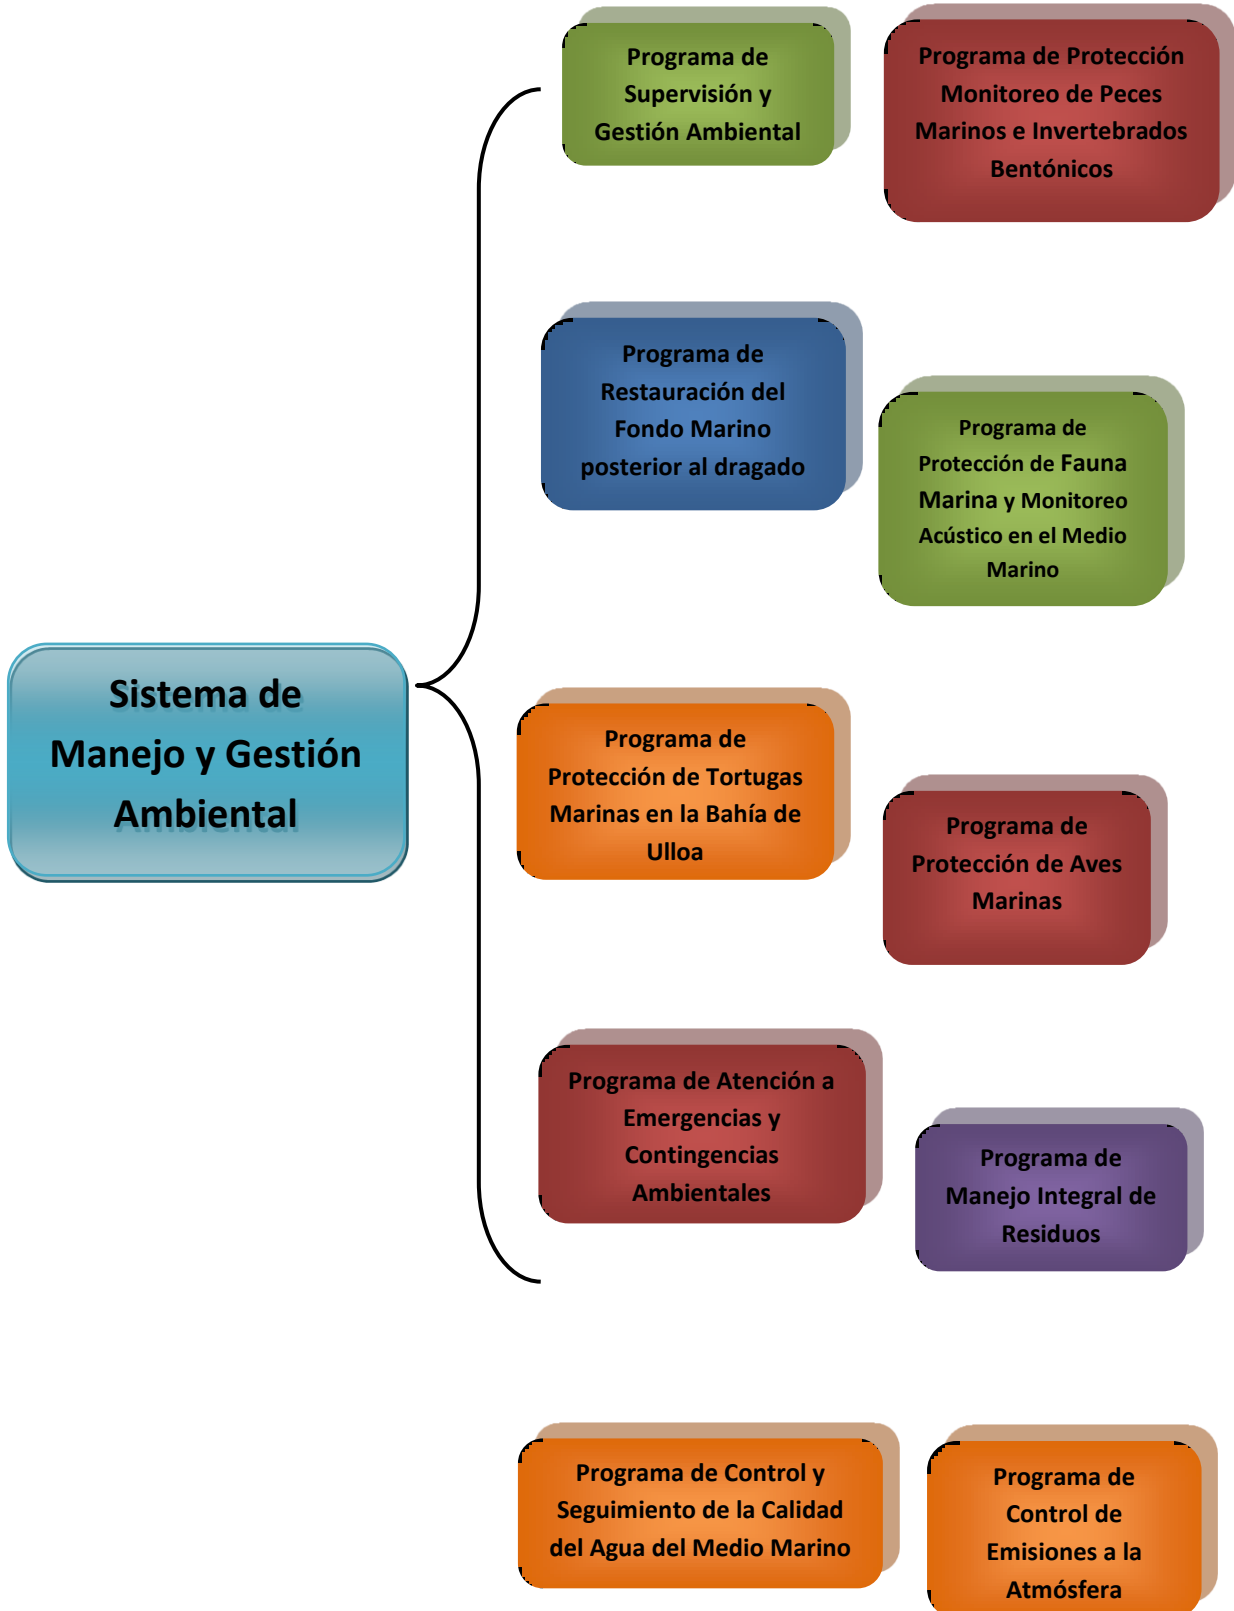 Programa de
Supervisión y
Gestión Ambiental
Programa de Protección
Monitoreo de Peces
Marinos e Invertebrados
Bentónicos
Programa de
Restauración del
Fondo Marino
posterior al dragado
Programa de
Protección de Fauna
Marina y Monitoreo
Acústico en el Medio
Marino
Sistema de
Manejo y Gestión
Ambiental
Programa de
Protección de Tortugas
Marinas en la Bahía de
Ulloa
Programa de
Protección de Aves
Marinas
Programa de Atención a
Emergencias y
Contingencias
Ambientales
Programa de
Manejo Integral de
Residuos
Programa de Control y
Seguimiento de la Calidad
del Agua del Medio Marino
Programa de
Control de
Emisiones a la
Atmósfera